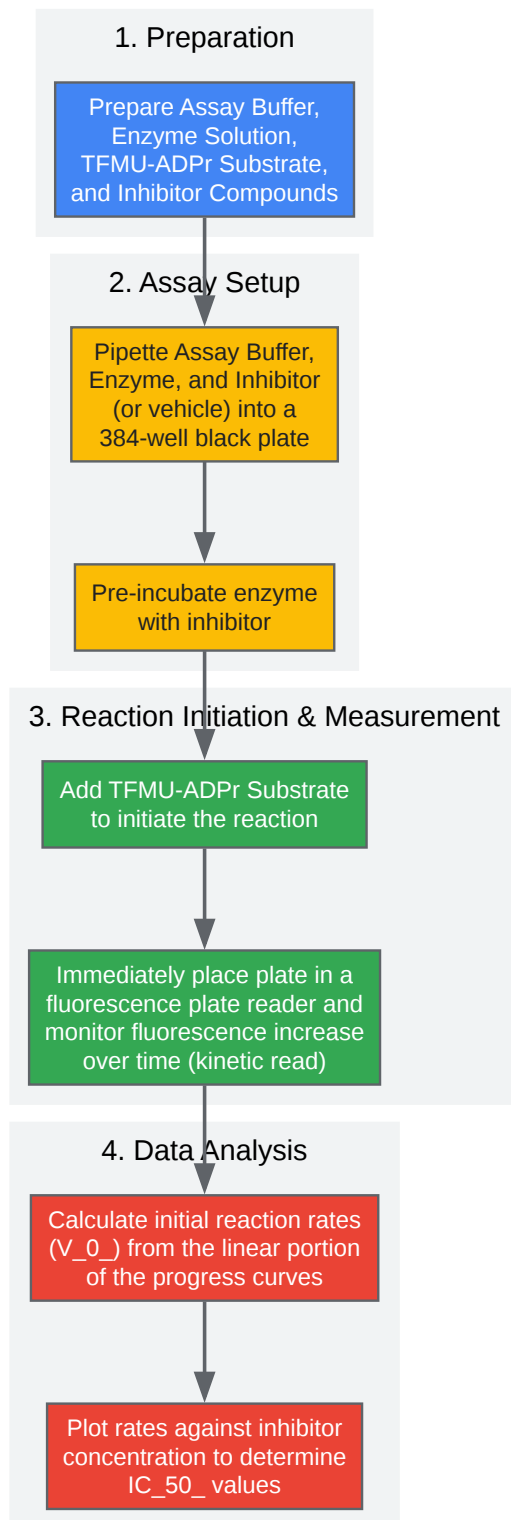 1. Preparation
Prepare Assay Buffer,
Enzyme Solution,
TFMU-ADPr Substrate,
and Inhibitor Compounds
2. Assay Setup
Pipette Assay Buffer,
Enzyme, and Inhibitor
(or vehicle) into a
384-well black plate
Pre-incubate enzyme
with inhibitor
3. Reaction Initiation & Measurement
Add TFMU-ADPr Substrate
to initiate the reaction
Immediately place plate in a
fluorescence plate reader and
monitor fluorescence increase
over time (kinetic read)
4. Data Analysis
Calculate initial reaction rates
(V_0_) from the linear portion
of the progress curves
Plot rates against inhibitor
concentration to determine
IC_50_ values